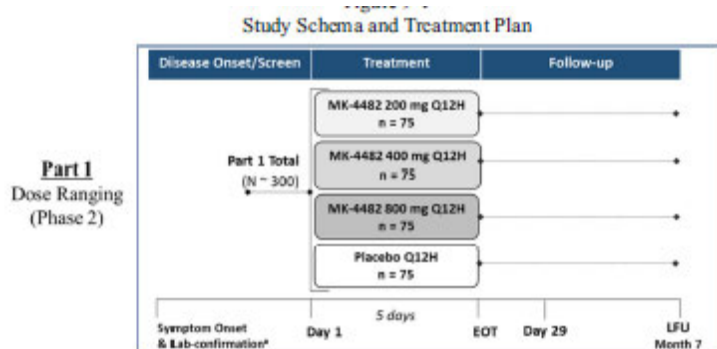 Study Schema and Treatment Plan
Disease Onset/Screen
Treatment
Follow-up
MK-4482 200 mg Q12H
n = 75
Part 1
Dose Ranging
(Phase 2)
Part 1 Total
(N ~ 300)
MK-4482 400 mg Q12H
n = 75
MK-4482 800 mg Q12H
n = 75
Placebo Q12H
n = 75
5 days
Symptom Onset
& Lab-confirmationª
Day 1
EOT
Day 29
LFU
Month 7